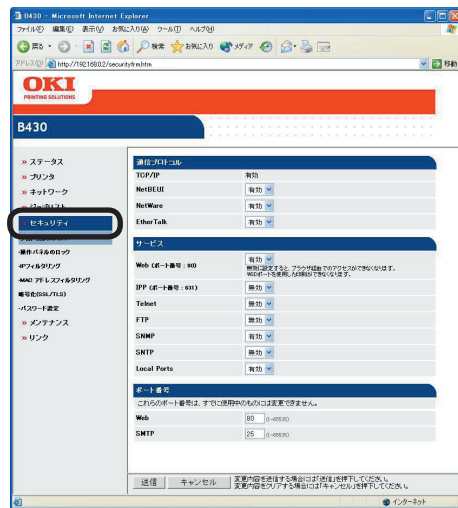 B430 - Microsoft Internet Explorer
ファイル(F) 編集(E) 表示(V) お気に入り(A) ツール(T) ヘルプ(H)
戻る 検索 お気に入り メディア
アドレス(D) http://192.168.0.2/securityfrm.htm 移動
OKI
PRINTING SOLUTIONS
B430
» ステータス
» プリンタ
» ネットワーク
» ジョブリスト
» セキュリティ
·操作パネルのロック
·IPフィルタリング
·MAC アドレスフィルタリング
·暗号化(SSL/TLS)
·パスワード設定
» メンテナンス
» リンク
通信プロトコル
TCP/IP 有効
NetBEUI 有効
NetWare 有効
EtherTalk 有効
サービス
Web (ポート番号 : 80) 有効
無効に設定すると、ブラウザ経由でのアクセスができなくなります。
IPP (ポート番号 : 631) 無効
Telnet 無効
FTP 無効
SNMP 有効
SNTP 無効
Local Ports 有効
ポート番号
これらのポート番号は、すでに使用中のものには変更できません。
Web 80 (1-65535)
SMTP 25 (1-65535)
送信 キャンセル 変更内容を送信する場合には「送信」を押下してください。
変更内容をクリアする場合には「キャンセル」を押下してください。
インターネット